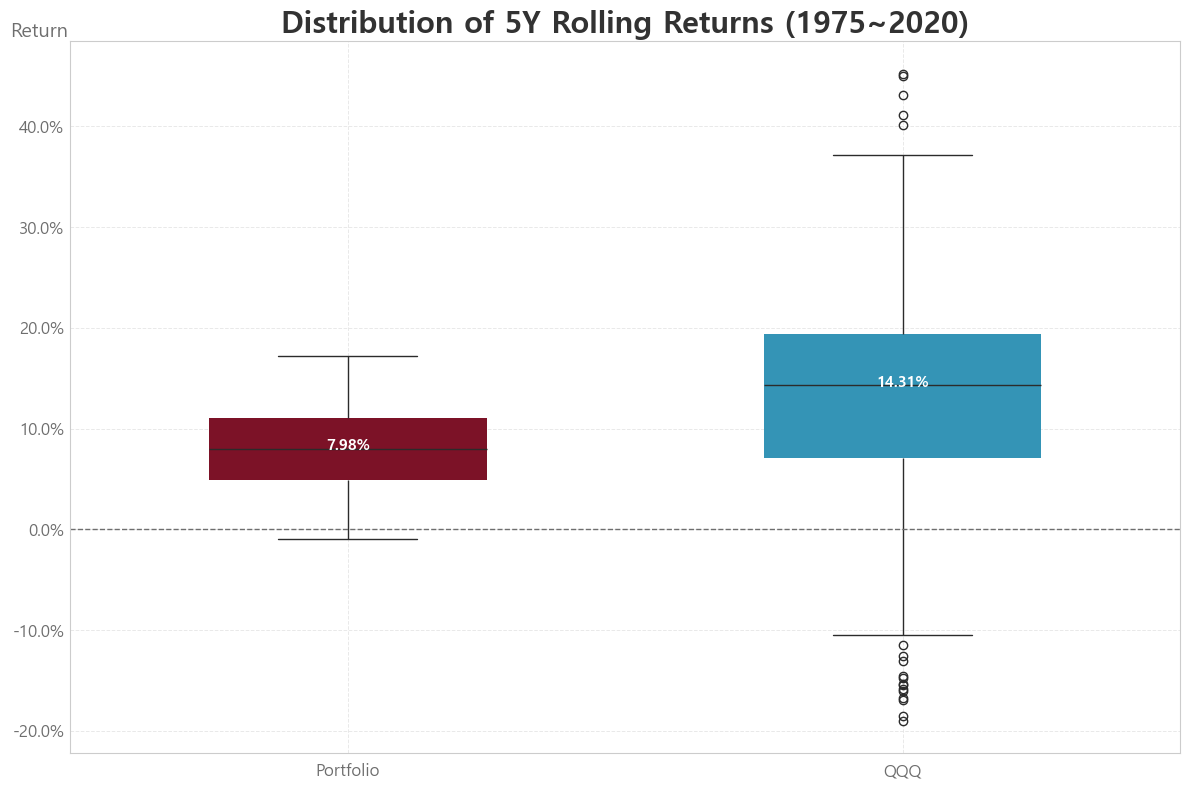 Distribution of 5Y Rolling Returns (1975~2020)
Return
40.0%
30.0%
20.0%
10.0%
0.0%
-10.0%
-20.0%
7.98%
14.31%
Portfolio
QQQ